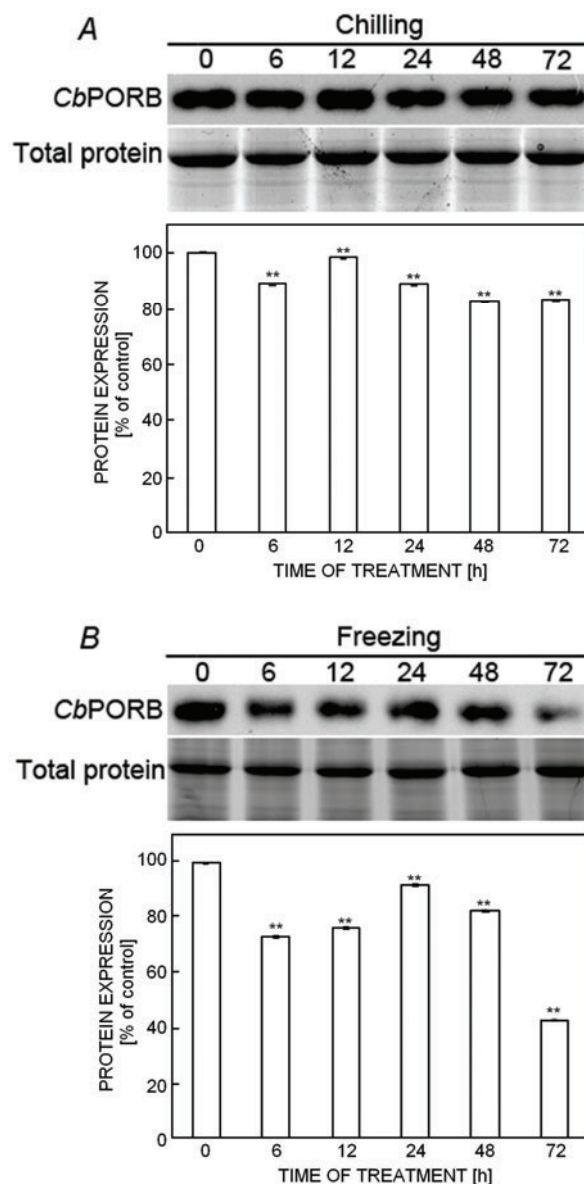 A Chilling
0 6 12 24 48 72
CbPORB
Total protein
100
80
60
40
20
0
PROTEIN EXPRESSION
[% of control]
** ** ** ** **
0 6 12 24 48 72
TIME OF TREATMENT [h]
B Freezing
0 6 12 24 48 72
CbPORB
Total protein
100
80
60
40
20
0
PROTEIN EXPRESSION
[% of control]
** ** ** ** **
0 6 12 24 48 72
TIME OF TREATMENT [h]